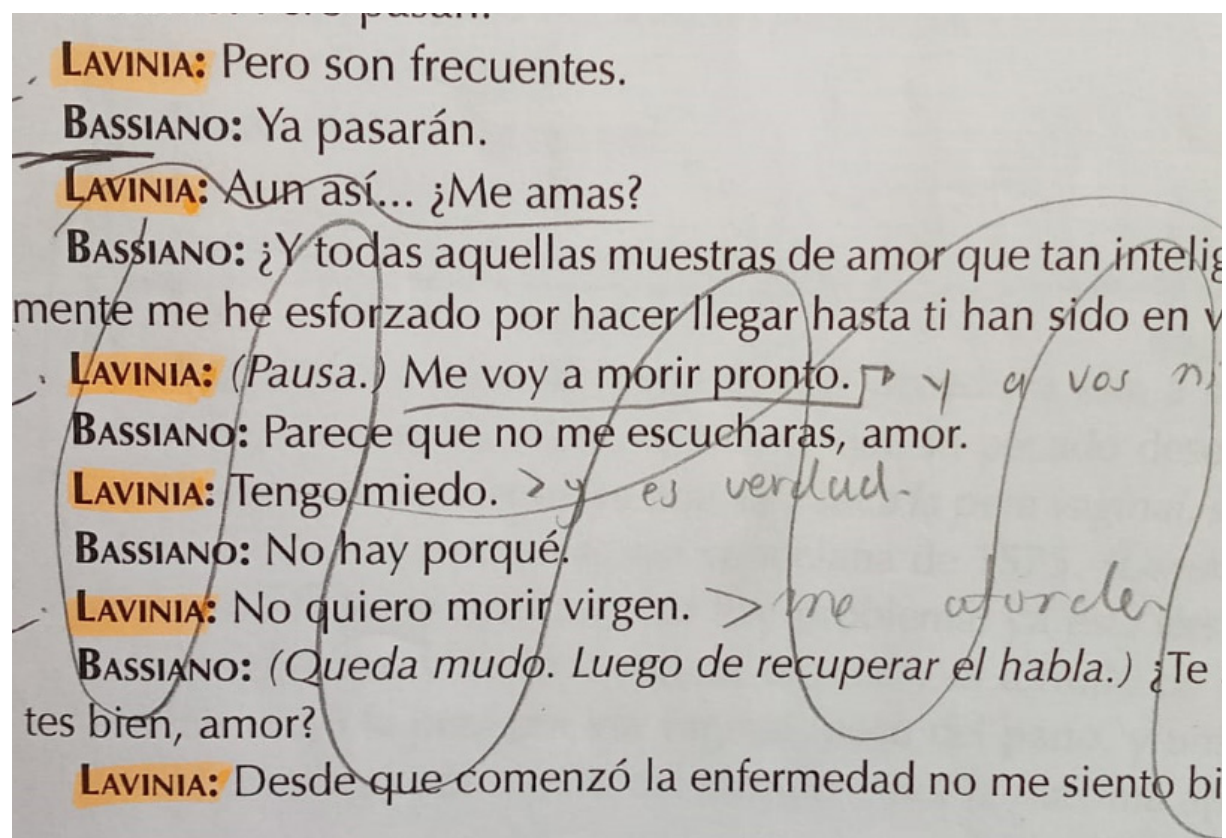 LAVINIA: Pero son frecuentes.
BASSIANO: Ya pasarán.
LAVINIA: Aun así... ¿Me amas?
BASSIANO: ¿Y todas aquellas muestras de amor que tan intelig
mente me he esforzado por hacer llegar hasta ti han sido en v
LAVINIA: (Pausa.) Me voy a morir pronto. y a vos ni
BASSIANO: Parece que no me escucharas, amor.
LAVINIA: Tengo miedo. > y es verdad.
BASSIANO: No hay porqué.
LAVINIA: No quiero morir virgen. > me
BASSIANO: (Queda mudo. Luego de recuperar el habla.) ¿Te
tes bien, amor?
LAVINIA: Desde que comenzó la enfermedad no me siento bi